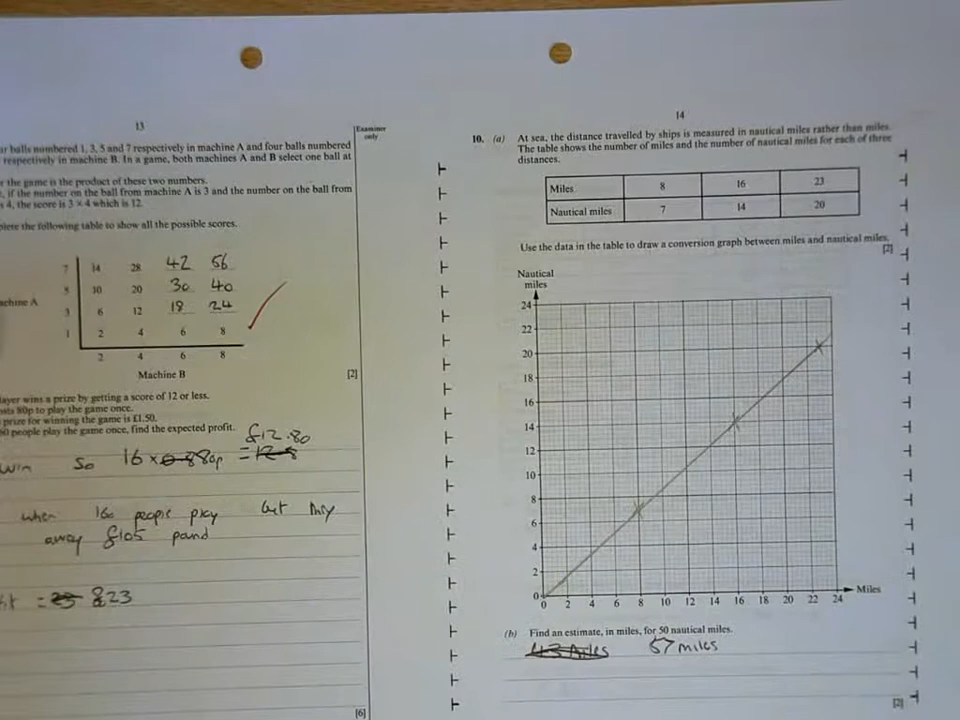 13
Examiner
only
balls numbered 1, 3, 5 and 7 respectively in machine A and four balls numbered
respectively in machine B. In a game, both machines A and B select one ball at
the game is the product of these two numbers.
if the number on the ball from machine A is 3 and the number on the ball from
4, the score is 3 × 4 which is 12.
the following table to show all the possible scores.
7 14 28 42 56
5 10 20 30 40
Machine A
3 6 12 18 24
1 2 4 6 8
2 4 6 8
Machine B
[2]
wins a prize by getting a score of 12 or less.
80p to play the game once.
prize for winning the game is £1.50.
people play the game once, find the expected profit.
£12.80
win so 16 ×
=
when 160 people play but they
away £105 pound
= £23
[6]
14
10. (a) At sea, the distance travelled by ships is measured in nautical miles rather than miles.
The table shows the number of miles and the number of nautical miles for each of three
distances.
Miles 8 16 23
Nautical miles 7 14 20
Use the data in the table to draw a conversion graph between miles and nautical miles.
[2]
Nautical
miles
24
22
20
18
16
14
12
10
8
6
4
2
0
0 2 4 6 8 10 12 14 16 18 20 22 24 Miles
(b) Find an estimate, in miles, for 50 nautical miles.
57 miles
[2]